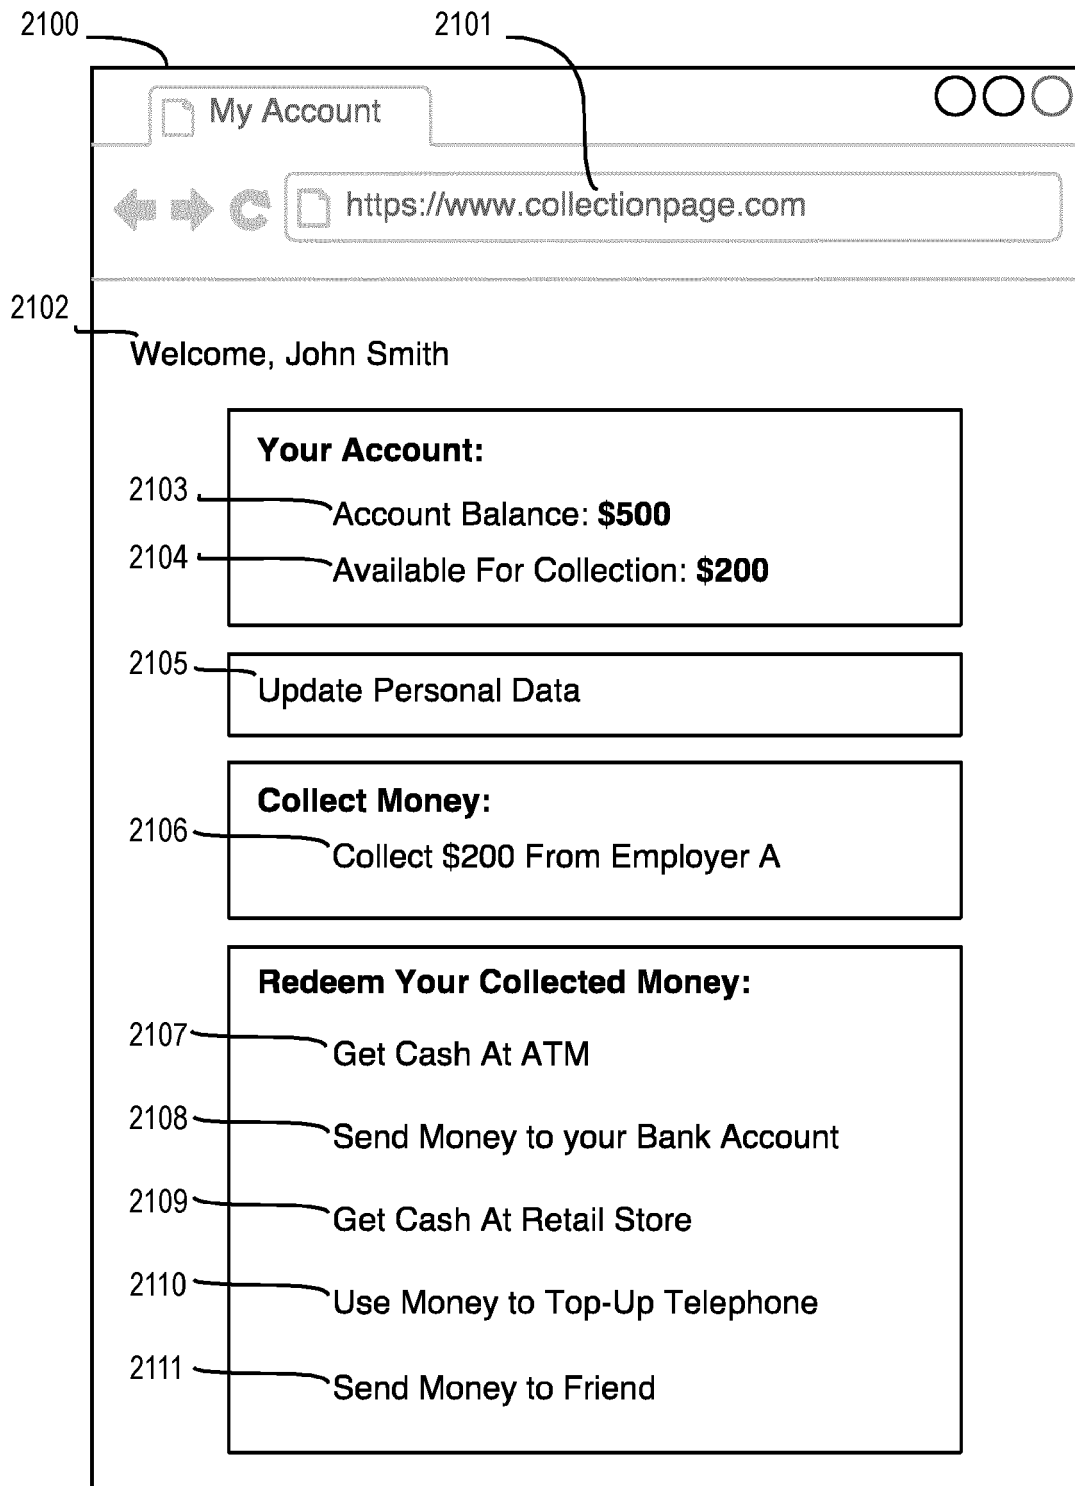 2100
2101
My Account
https://www.collectionpage.com
2102
Welcome, John Smith
Your Account:
2103
Account Balance: $500
2104
Available For Collection: $200
2105
Update Personal Data
Collect Money:
2106
Collect $200 From Employer A
Redeem Your Collected Money:
2107
Get Cash At ATM
2108
Send Money to your Bank Account
2109
Get Cash At Retail Store
2110
Use Money to Top-Up Telephone
2111
Send Money to Friend